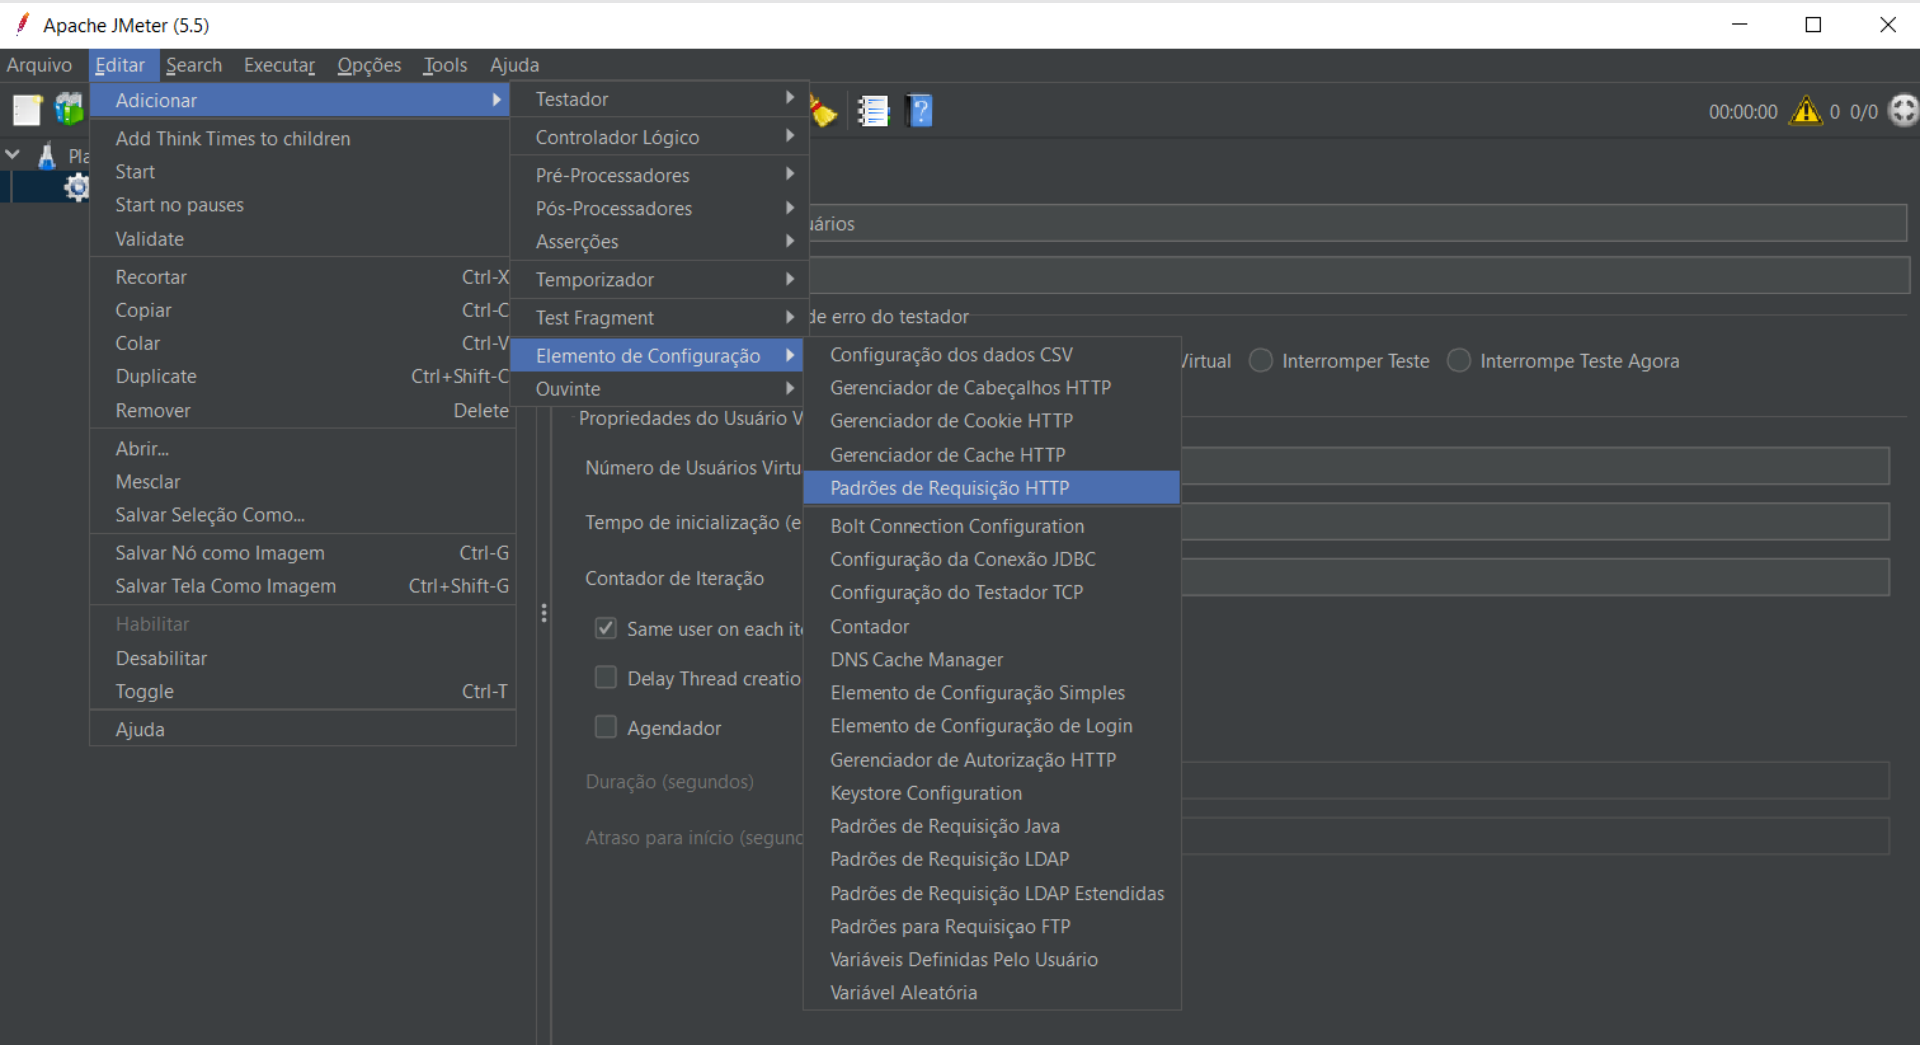 Apache JMeter (5.5)
Arquivo Editar Search Executar Opções Tools Ajuda
00:00:00 0 0/0
Adicionar
Add Think Times to children
Start
Start no pauses
Validate
Recortar Ctrl-X
Copiar Ctrl-C
Colar Ctrl-V
Duplicate Ctrl+Shift-C
Remover Delete
Abrir...
Mesclar
Salvar Seleção Como...
Salvar Nó como Imagem Ctrl-G
Salvar Tela Como Imagem Ctrl+Shift-G
Habilitar
Desabilitar
Toggle Ctrl-T
Ajuda
Testador
Controlador Lógico
Pré-Processadores
Pós-Processadores
Asserções
Temporizador
Test Fragment
Elemento de Configuração
Ouvinte
Configuração dos dados CSV
Gerenciador de Cabeçalhos HTTP
Gerenciador de Cookie HTTP
Gerenciador de Cache HTTP
Padrões de Requisição HTTP
Bolt Connection Configuration
Configuração da Conexão JDBC
Configuração do Testador TCP
Contador
DNS Cache Manager
Elemento de Configuração Simples
Elemento de Configuração de Login
Gerenciador de Autorização HTTP
Keystore Configuration
Padrões de Requisição Java
Padrões de Requisição LDAP
Padrões de Requisição LDAP Estendidas
Padrões para Requisiçao FTP
Variáveis Definidas Pelo Usuário
Variável Aleatória
de erro do testador
Virtual Interromper Teste Interrompe Teste Agora
Propriedades do Usuário V
Número de Usuários Virtu
Tempo de inicialização (e
Contador de Iteração
Same user on each ite
Delay Thread creatio
Agendador
Duração (segundos)
Atraso para início (segund